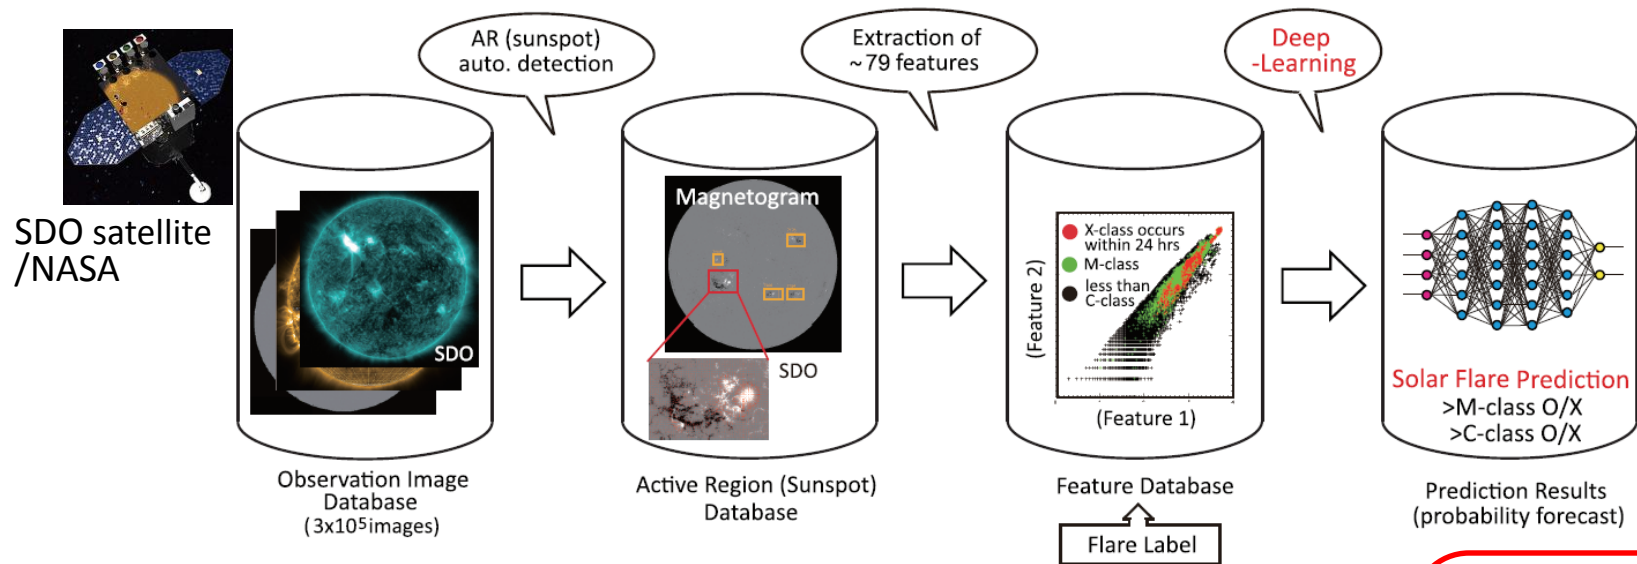 AR (sunspot)
auto. detection
Extraction of
~79 features
Deep
-Learning
SDO satellite
/NASA
SDO
Magnetogram
SDO
X-class occurs
within 24 hrs
M-class
less than
C-class
(Feature 2)
(Feature 1)
Solar Flare Prediction
>M-class O/X
>C-class O/X
Observation Image
Database
(3x10⁵images)
Active Region (Sunspot)
Database
Feature Database
Flare Label
Prediction Results
(probability forecast)